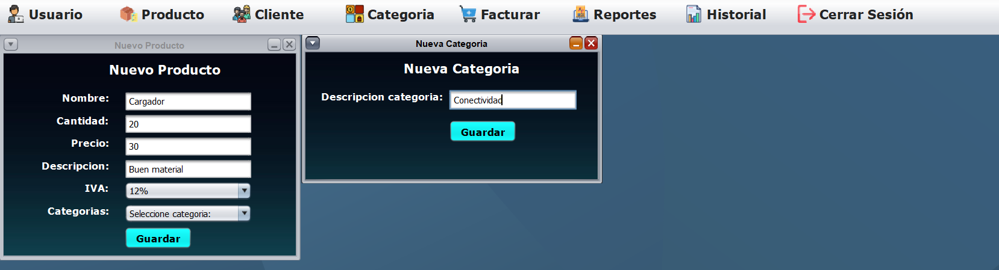 Usuario Producto Cliente Categoria Facturar Reportes Historial Cerrar Sesión
Nuevo Producto
Nuevo Producto
Nombre: Cargador
Cantidad: 20
Precio: 30
Descripcion: Buen material
IVA: 12%
Categorias: Seleccione categoria:
Guardar
Nueva Categoria
Nueva Categoria
Descripcion categoria: Conectividad
Guardar